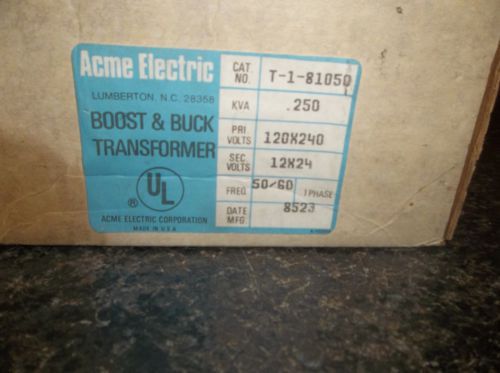 Acme Electric
LUMBERTON, N.C. 28358
BOOST & BUCK
TRANSFORMER
UL
®
ACME ELECTRIC CORPORATION
MADE IN U.S.A.
CAT. NO. T-1-81050
KVA .250
PRI VOLTS 120X240
SEC. VOLTS 12X24
FREQ. 50/60 1 PHASE
DATE MFG. 8523